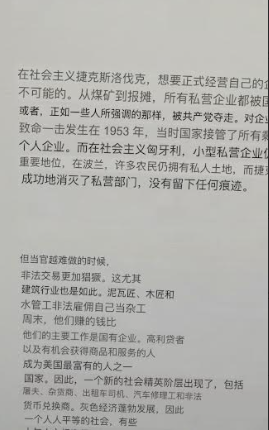 在社会主义捷克斯洛伐克，想要正式经营自己的
不可能的。从煤矿到报摊，所有私营企业都被
或者，正如一些人所强调的那样，被共产党夺走。对企
致命一击发生在 1953 年，当时国家接管了所有
个人企业。而在社会主义匈牙利，小型私营企业
重要地位，在波兰，许多农民仍拥有私人土地，而捷
成功地消灭了私营部门，没有留下任何痕迹。
但当官越难做的时候，
非法交易更加猖獗。这尤其
建筑行业也是如此。泥瓦匠、木匠和
水管工非法雇佣自己当杂工
周末，他们赚的钱比
他们的主要工作是国有企业。高利贷者
以及有机会获得商品和服务的人
成为美国最富有的人之一
国家。因此，一个新的社会精英阶层出现了，包括
屠夫、杂货商、出租车司机、汽车修理工和非法
货币兑换商。灰色经济蓬勃发展，因此
一个人人平等的社会、有些